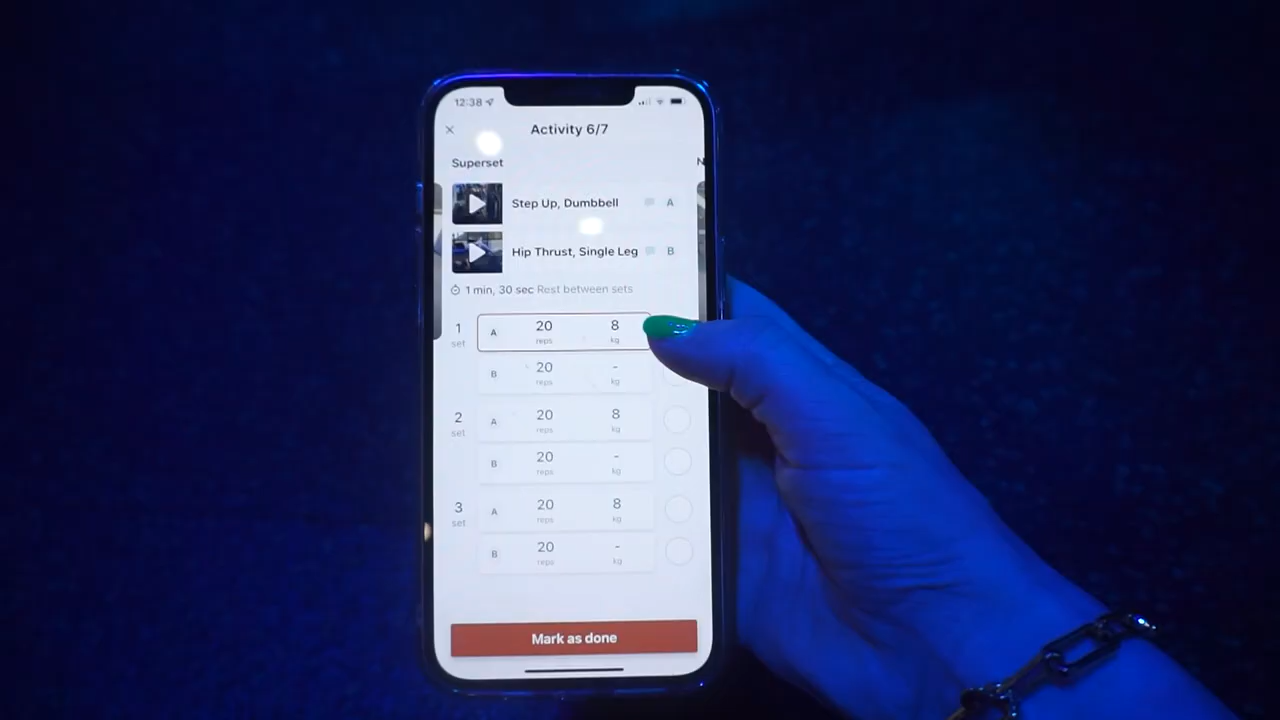 12:38
Activity 6/7
Superset
N
Step Up, Dumbbell A
Hip Thrust, Single Leg B
1 min, 30 sec Rest between sets
1 set A 20 reps 8 kg
B 20 reps - kg
2 set A 20 reps 8 kg
B 20 reps - kg
3 set A 20 reps 8 kg
B 20 reps - kg
Mark as done